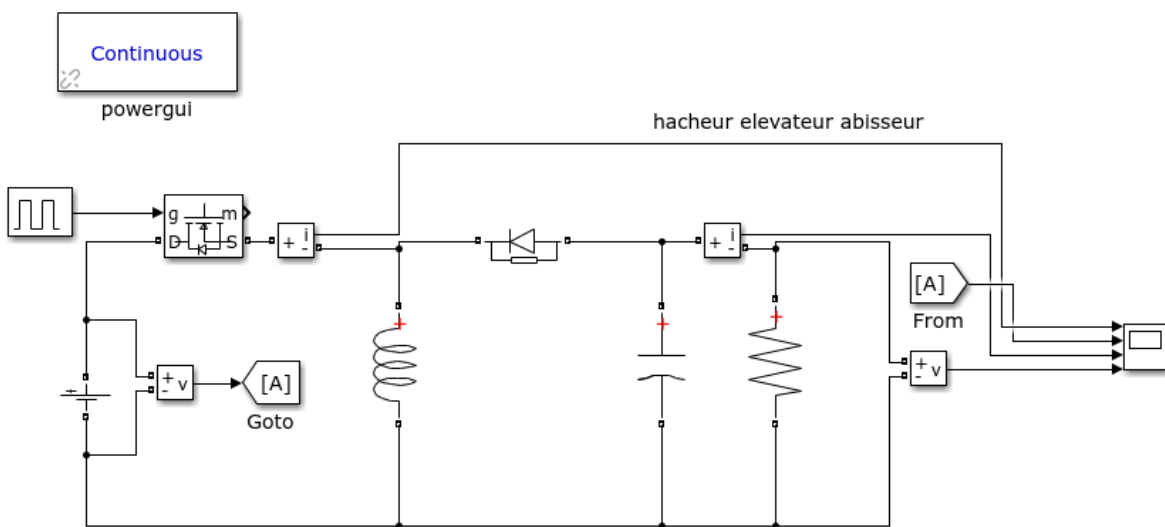 Continuous
powergui
hacheur elevateur abisseur
g m
D S
+ i
-
+ i
-
[A]
From
+
- v
[A]
Goto
+
- v
+
+
+
+